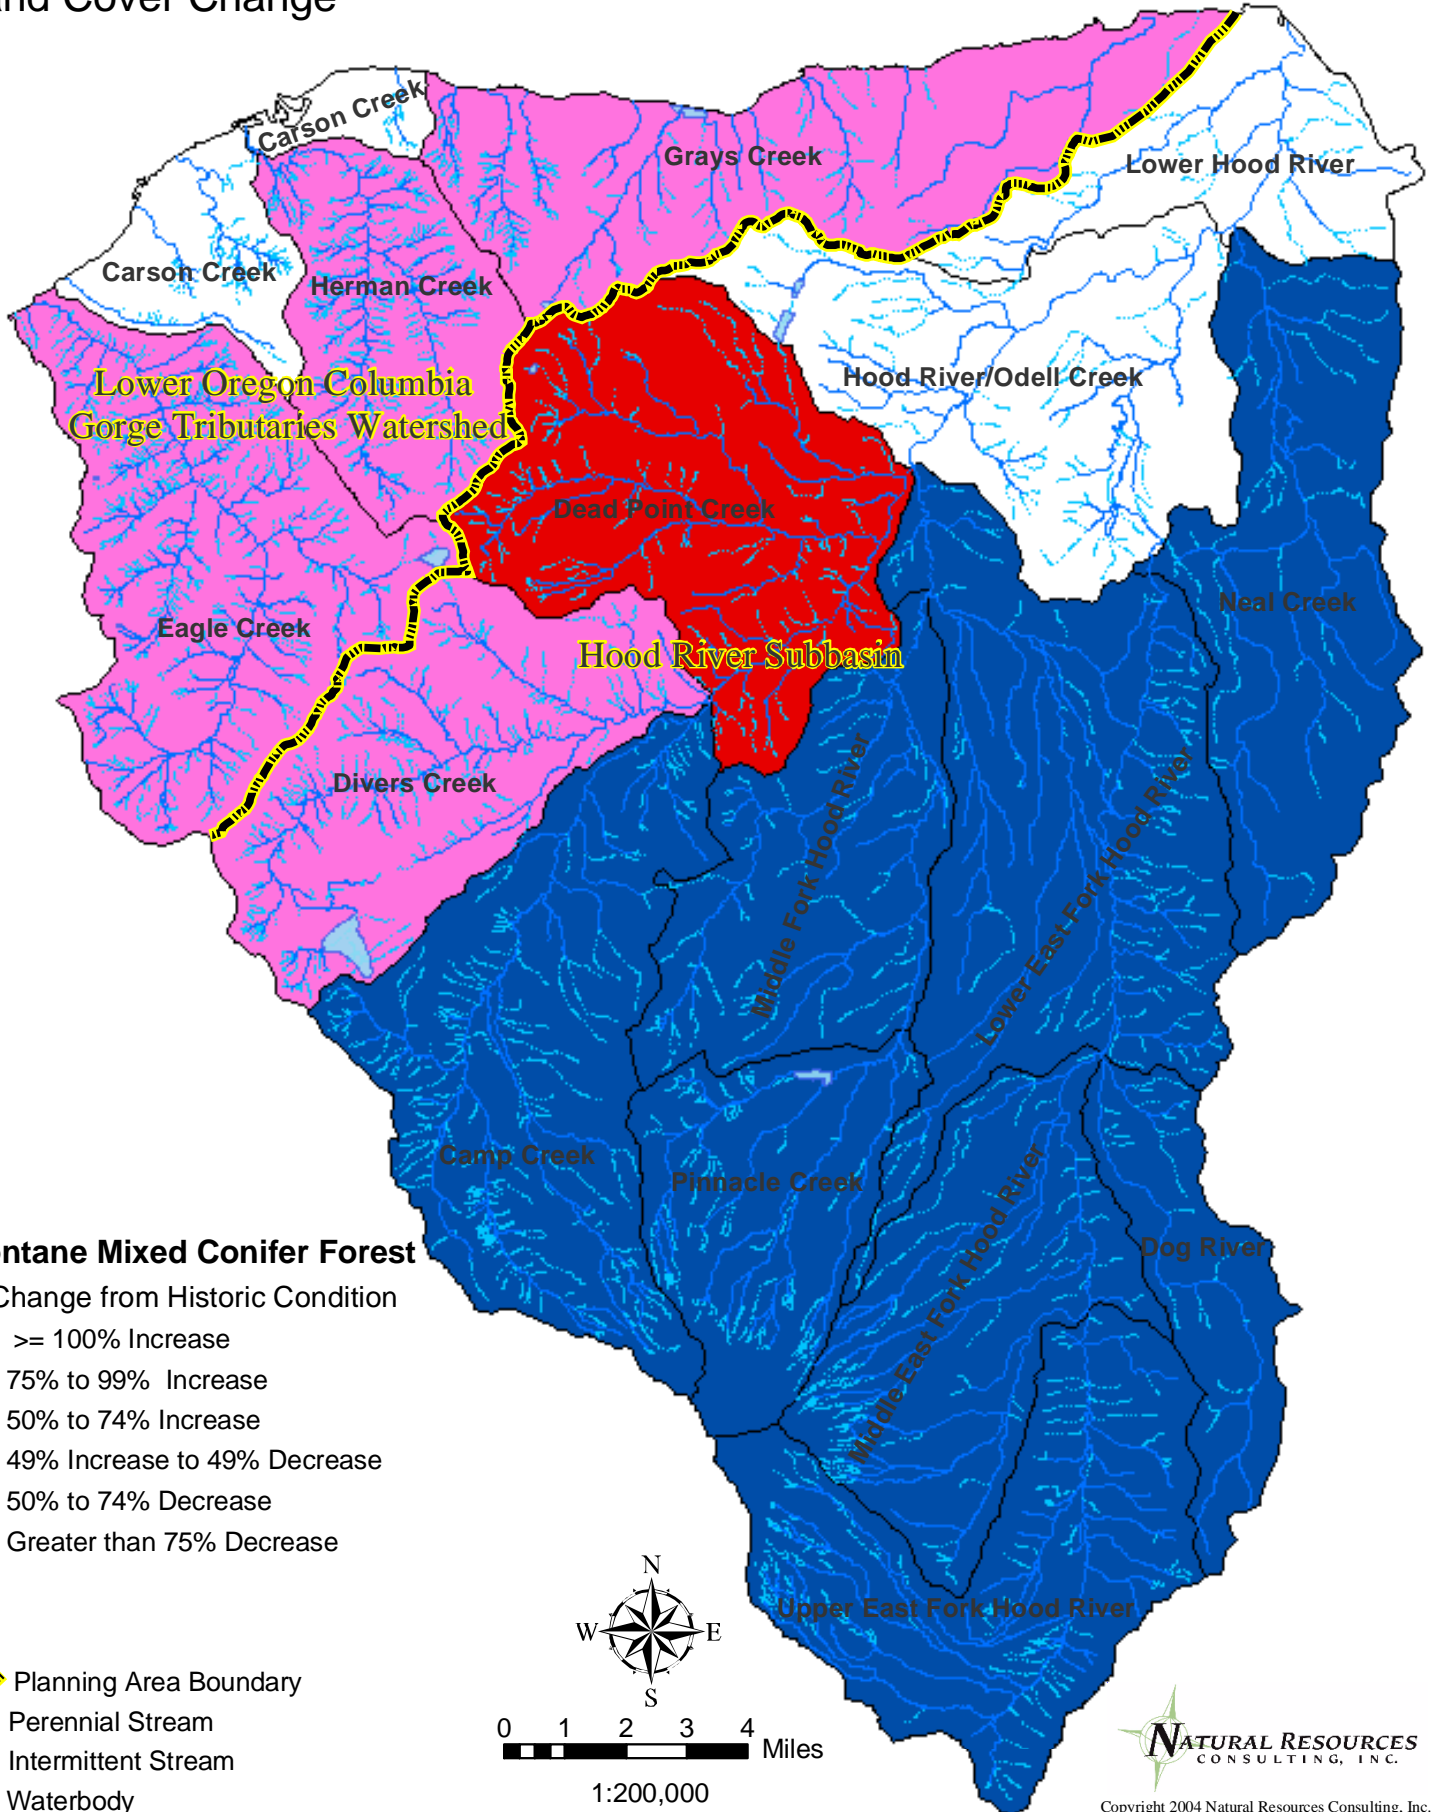 and Cover Change
Carson Creek
Grays Creek
Lower Hood River
Carson Creek
Herman Creek
Lower Oregon Columbia
Gorge Tributaries Watershed
Hood River/Odell Creek
Dead Point Creek
Neal Creek
Eagle Creek
Hood River Subbasin
Divers Creek
Middle Fork Hood River
Lower East Fork Hood River
Camp Creek
Pinnacle Creek
Middle East Fork Hood River
Dog River
Upper East Fork Hood River
ntane Mixed Conifer Forest
Change from Historic Condition
>= 100% Increase
75% to 99% Increase
50% to 74% Increase
49% Increase to 49% Decrease
50% to 74% Decrease
Greater than 75% Decrease
Planning Area Boundary
Perennial Stream
Intermittent Stream
Waterbody
N
W E
S
0 1 2 3 4
Miles
1:200,000
NATURAL RESOURCES
CONSULTING, INC.
Copyright 2004 Natural Resources Consulting, Inc.